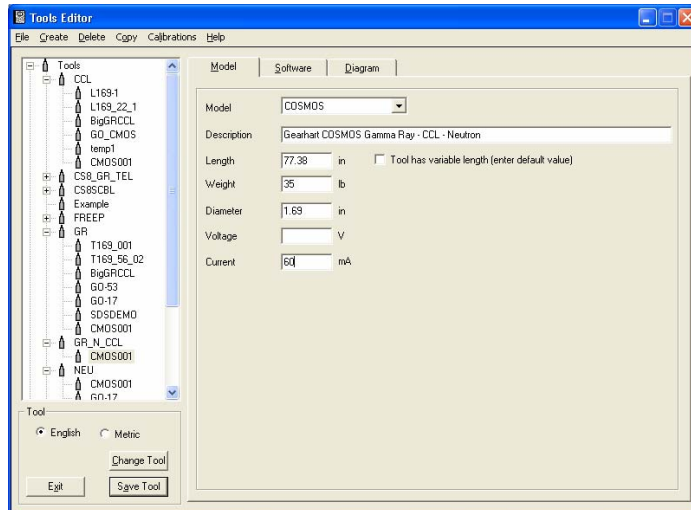 Tools Editor
File Create Delete Copy Calibrations Help
Tools
CCL
L169-1
L169_22_1
BigGRCCL
GO_CMOS
temp1
CMOS001
CS8_GR_TEL
CS8SCBL
Example
FREEP
GR
T169_001
T169_56_02
BigGRCCL
GO-53
GO-17
SDSDEMO
CMOS001
GR_N_CCL
CMOS001
NEU
CMOS001
GO-17
Tool
English Metric
Change Tool
Exit Save Tool
Model Software Diagram
Model COSMOS
Description Gearhart COSMOS Gamma Ray - CCL - Neutron
Length 77.38 in Tool has variable length (enter default value)
Weight 35 lb
Diameter 1.69 in
Voltage V
Current 60 mA